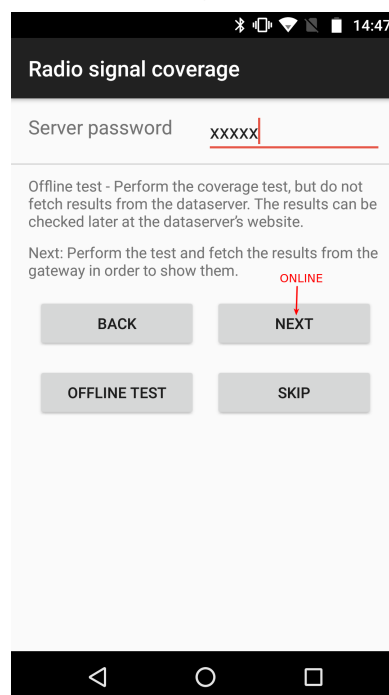 14:47
Radio signal coverage
Server password
xxxxx
Offline test - Perform the coverage test, but do not
fetch results from the dataserver. The results can be
checked later at the dataserver's website.
Next: Perform the test and fetch the results from the
gateway in order to show them.
ONLINE
BACK
NEXT
OFFLINE TEST
SKIP